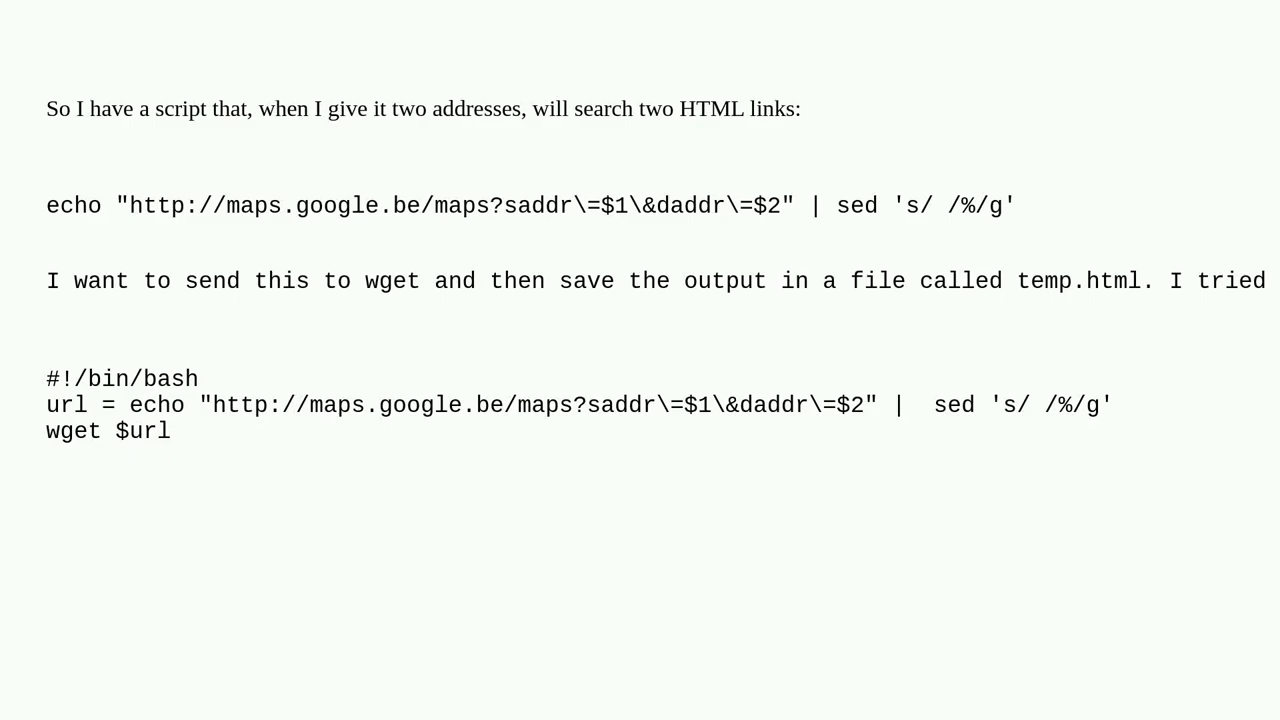 So I have a script that, when I give it two addresses, will search two HTML links:
echo "http://maps.google.be/maps?saddr\=$1\&daddr\=$2" | sed 's/ /%/g'
I want to send this to wget and then save the output in a file called temp.html. I tried
#!/bin/bash
url = echo "http://maps.google.be/maps?saddr\=$1\&daddr\=$2" |  sed 's/ /%/g'
wget $url